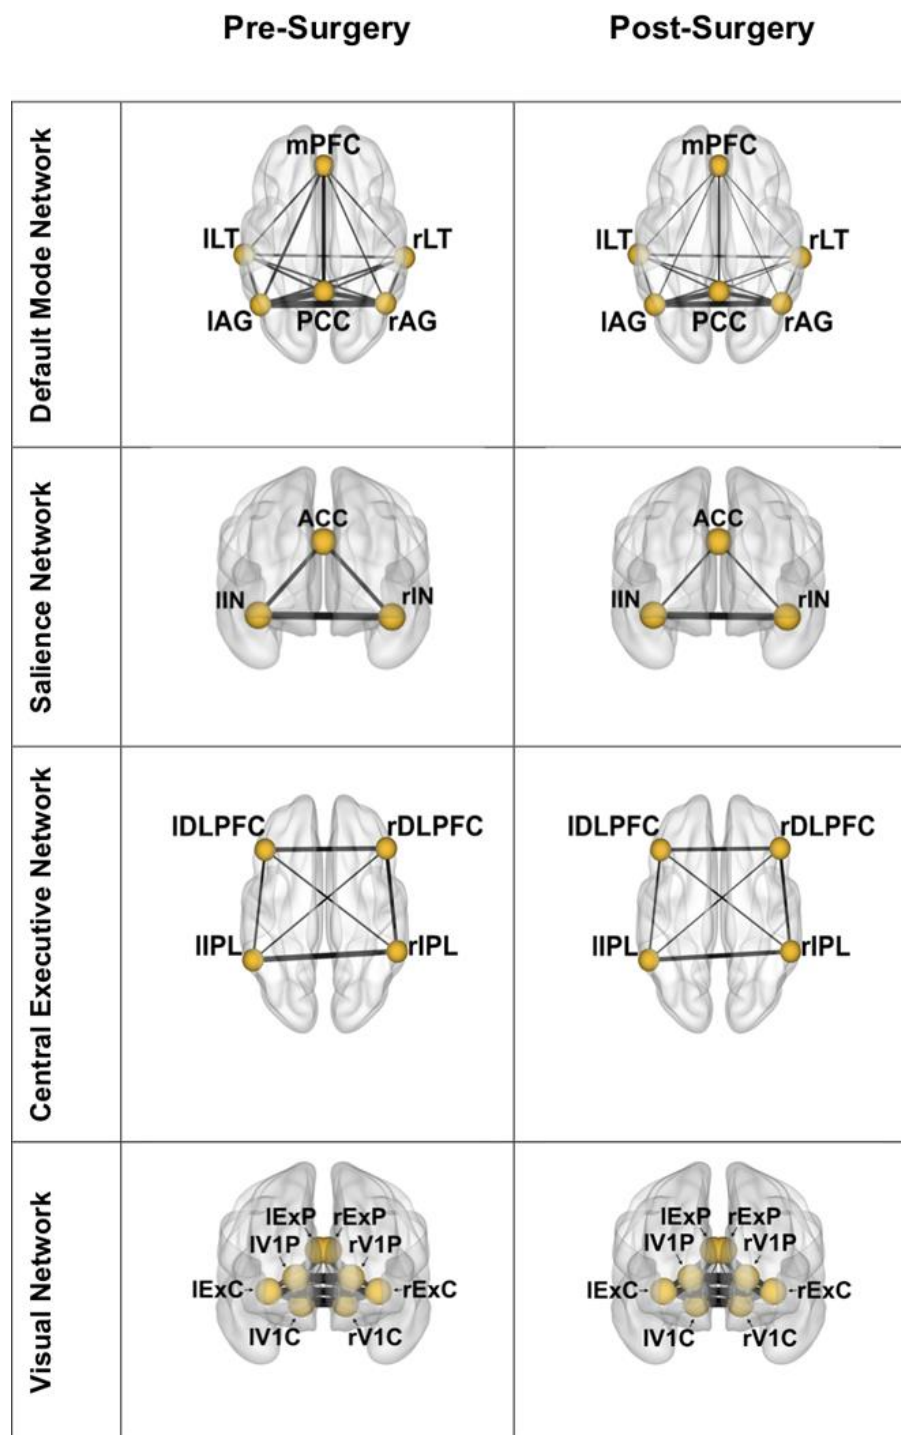 Pre-Surgery Post-Surgery
Default Mode Network
mPFC
lLT rLT
lAG PCC rAG
mPFC
lLT rLT
lAG PCC rAG
Salience Network
ACC
lIN rIN
ACC
lIN rIN
Central Executive Network
lDLPFC rDLPFC
lIPL rIPL
lDLPFC rDLPFC
lIPL rIPL
Visual Network
lExP rExP
lV1P rV1P
lExC rExC
lV1C rV1C
lExP rExP
lV1P rV1P
lExC rExC
lV1C rV1C